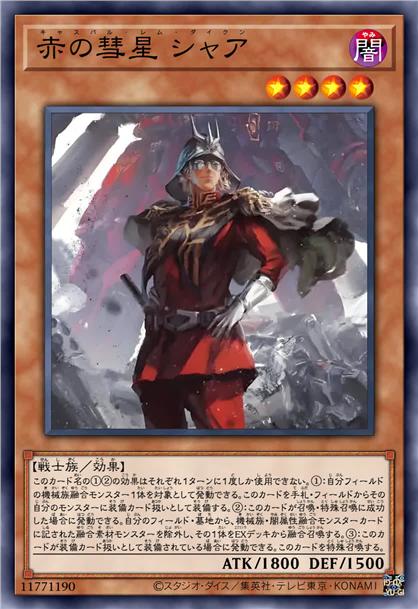 キャスバル・レム・ダイクン
赤の彗星 シャア
やみ
闇
【戦士族／効果】
このカード名の①②の効果はそれぞれ1ターンに1度しか使用できない。①：自分フィールド
の機械族融合モンスター1体を対象として発動できる。このカードを手札・フィールドからその
自分のモンスターに装備カード扱いとして装備する。②：このカードが召喚・特殊召喚に成功
した場合に発動できる。自分のフィールド・墓地から、機械族・闇属性融合モンスターカード
に記された融合素材モンスターを除外し、その1体をEXデッキから融合召喚する。③：このカ
ードが装備カード扱いとして装備されている場合に発動できる。このカードを特殊召喚する。
ATK/1800 DEF/1500
11771190
©スタジオ・ダイス／集英社・テレビ東京・KONAMI